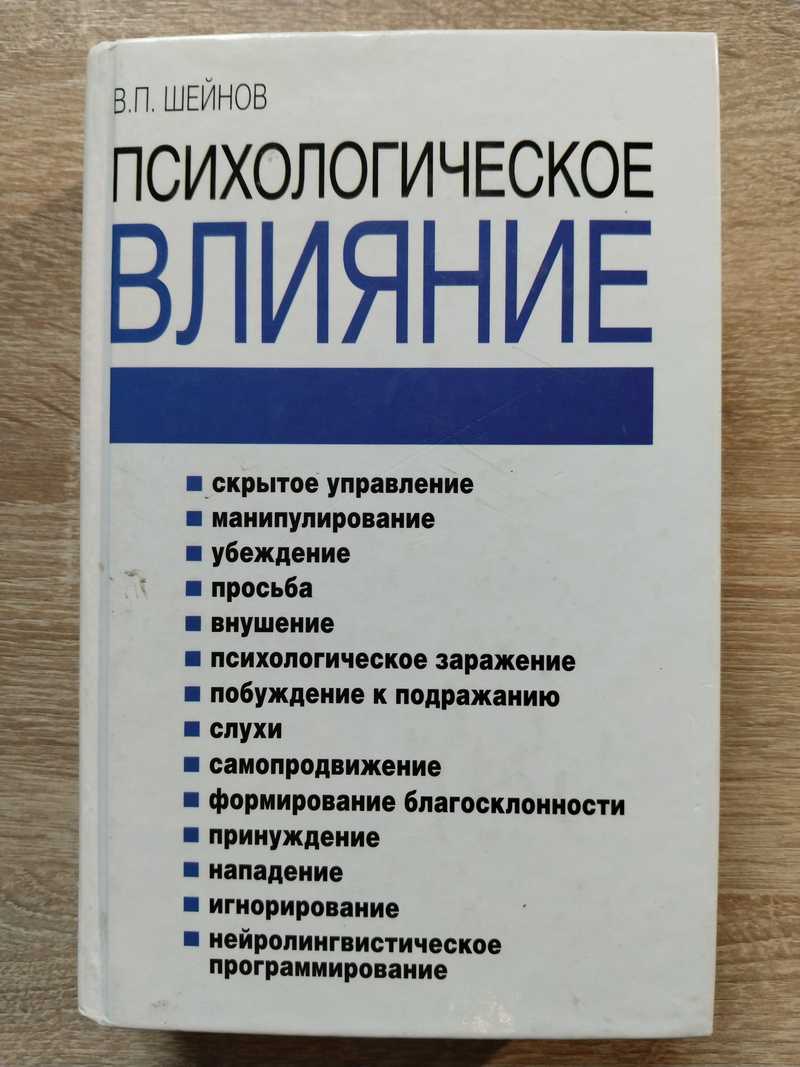 В.П. ШЕЙНОВ
ПСИХОЛОГИЧЕСКОЕ
ВЛИЯНИЕ
скрытое управление
манипулирование
убеждение
просьба
внушение
психологическое заражение
побуждение к подражанию
слухи
самопродвижение
формирование благосклонности
принуждение
нападение
игнорирование
нейролингвистическое
программирование